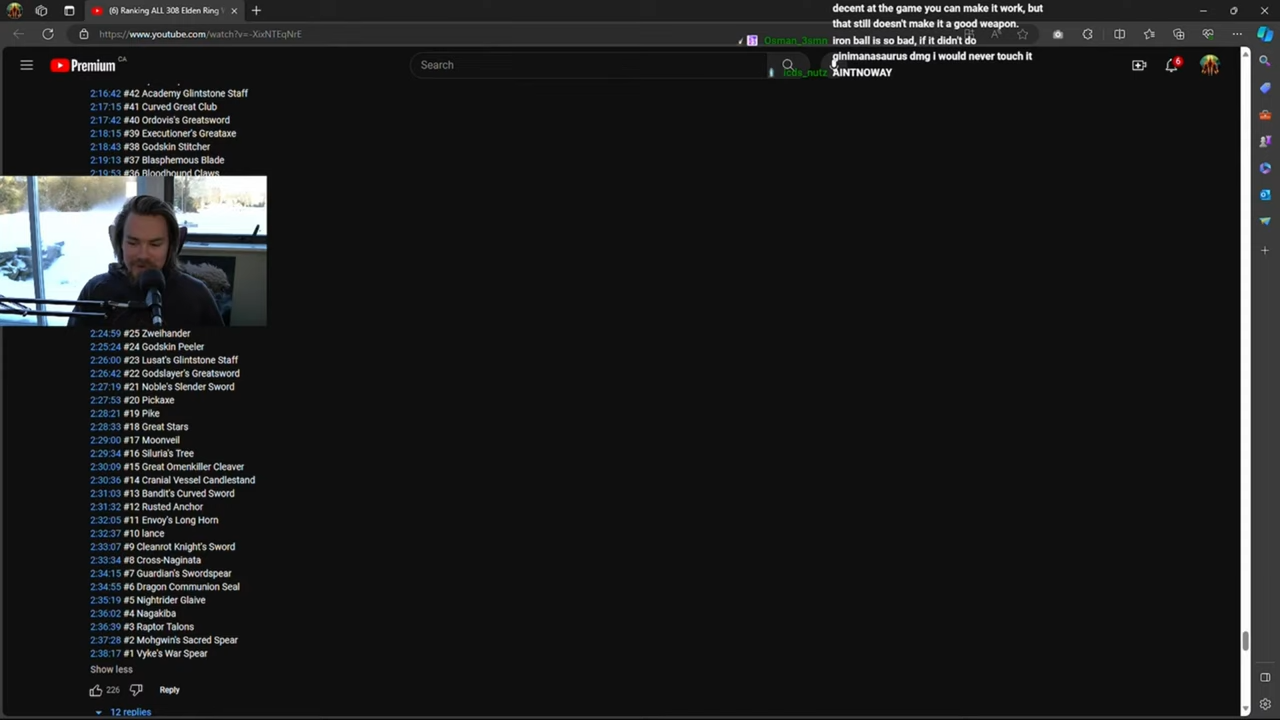 (6) Ranking ALL 308 Elden Ring
https://www.youtube.com/watch?v=-XixNTEqNrE
decent at the game you can make it work, but
that still doesn't make it a good weapon.
Osman_3smn iron ball is so bad, if it didn't do
ginimanasaurus dmg i would never touch it
icds_nutz AINTNOWAY
Premium CA
Search
6
2:16:42 #42 Academy Glintstone Staff
2:17:15 #41 Curved Great Club
2:17:42 #40 Ordovis's Greatsword
2:18:15 #39 Executioner's Greataxe
2:18:43 #38 Godskin Stitcher
2:19:13 #37 Blasphemous Blade
2:19:53 #36 Bloodhound Claws
2:24:59 #25 Zweihander
2:25:24 #24 Godskin Peeler
2:26:00 #23 Lusat's Glintstone Staff
2:26:42 #22 Godslayer's Greatsword
2:27:19 #21 Noble's Slender Sword
2:27:53 #20 Pickaxe
2:28:21 #19 Pike
2:28:33 #18 Great Stars
2:29:00 #17 Moonveil
2:29:34 #16 Siluria's Tree
2:30:09 #15 Great Omenkiller Cleaver
2:30:36 #14 Cranial Vessel Candlestand
2:31:03 #13 Bandit's Curved Sword
2:31:32 #12 Rusted Anchor
2:32:05 #11 Envoy's Long Horn
2:32:37 #10 lance
2:33:07 #9 Cleanrot Knight's Sword
2:33:34 #8 Cross-Naginata
2:34:15 #7 Guardian's Swordspear
2:34:55 #6 Dragon Communion Seal
2:35:19 #5 Nightrider Glaive
2:36:02 #4 Nagakiba
2:36:39 #3 Raptor Talons
2:37:28 #2 Mohgwin's Sacred Spear
2:38:17 #1 Vyke's War Spear
Show less
226 Reply
12 replies